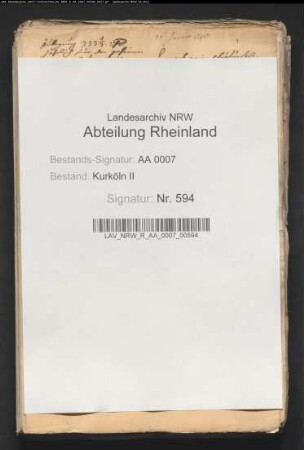 Landesarchiv NRW
Abteilung Rheinland
Bestands-Signatur: AA 0007
Bestand: Kurköln II
Signatur: Nr. 594
LAV_NRW_R_AA_0007_00594